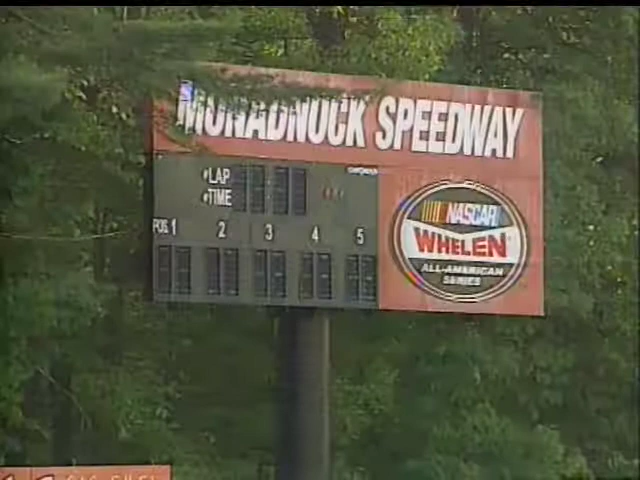 MONADNOCK SPEEDWAY
LAP
TIME
POS. 1 2 3 4 5
NASCAR
WHELEN
ALL-AMERICAN
SERIES